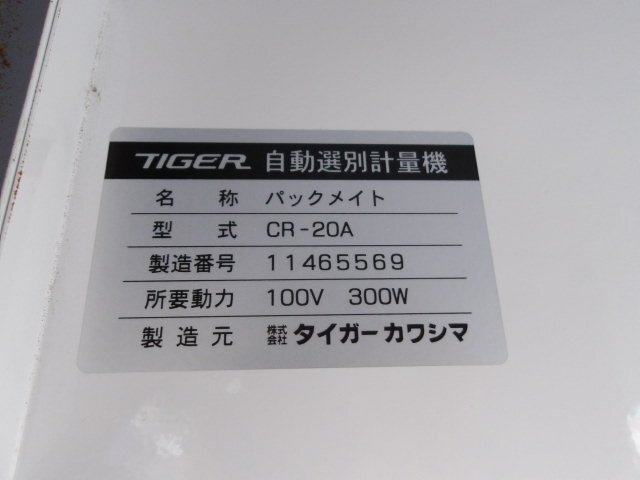 TIGER 自動選別計量機
名称 パックメイト
型式 CR-20A
製造番号 11465569
所要動力 100V 300W
製造元 株式会社 タイガーカワシマ